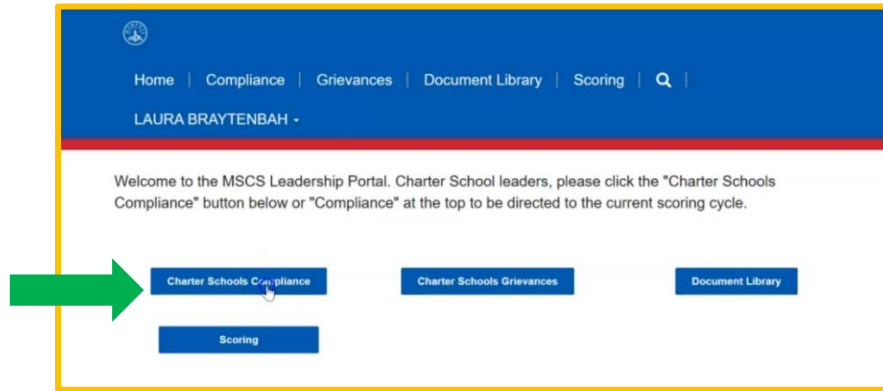 Home | Compliance | Grievances | Document Library | Scoring |
LAURA BRAYTENBAH
Welcome to the MSCS Leadership Portal. Charter School leaders, please click the "Charter Schools
Compliance" button below or "Compliance" at the top to be directed to the current scoring cycle.
Charter Schools Compliance
Charter Schools Grievances
Document Library
Scoring